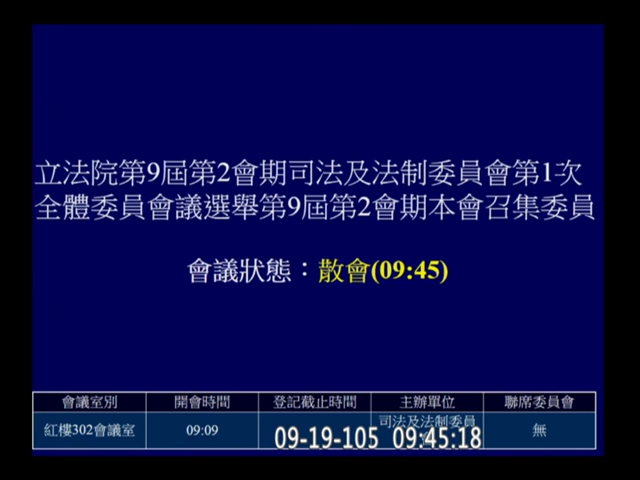 立法院第9屆第2會期司法及法制委員會第1次
全體委員會議選舉第9屆第2會期本會召集委員
會議狀態：散會(09:45)
會議室別 開會時間 登記截止時間 主辦單位 聯席委員會
紅樓302會議室 09:09 司法及法制委員 無
09-19-105 09:45:18